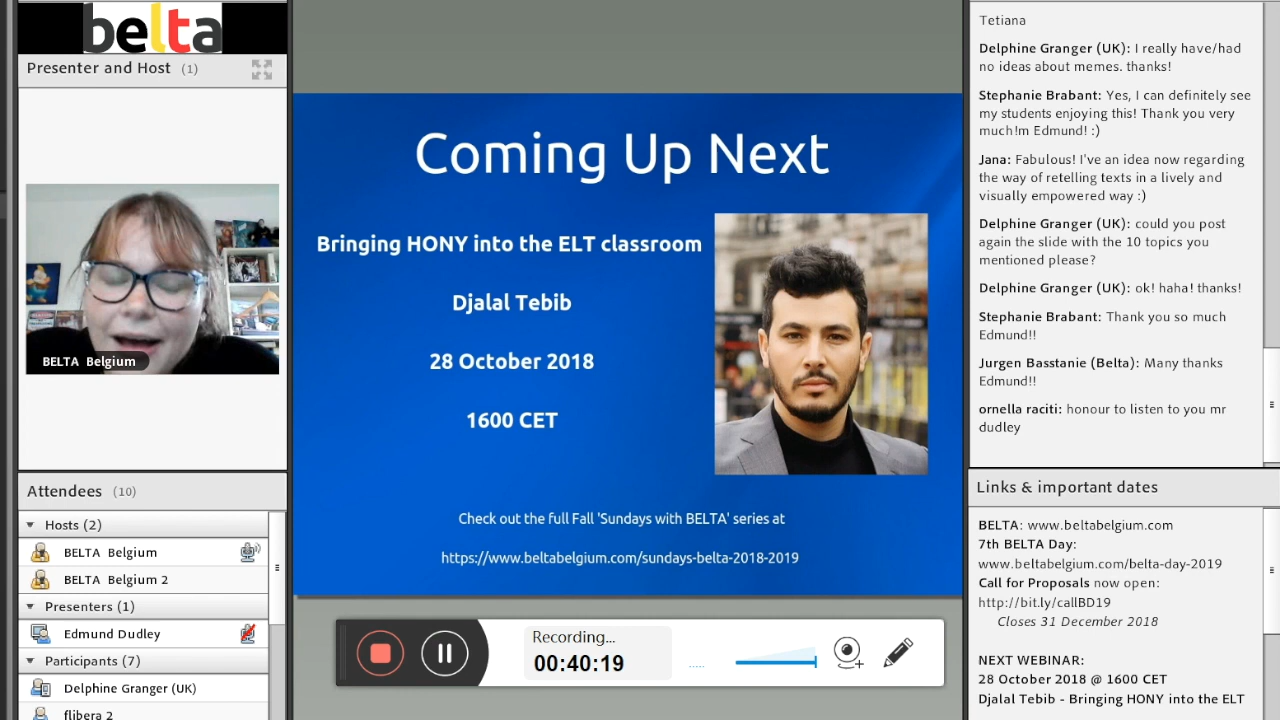 belta
Presenter and Host (1)
BELTA Belgium
Attendees (10)
Hosts (2)
BELTA Belgium
BELTA Belgium 2
Presenters (1)
Edmund Dudley
Participants (7)
Delphine Granger (UK)
flibera 2
Coming Up Next
Bringing HONY into the ELT classroom
Djalal Tebib
28 October 2018
1600 CET
Check out the full Fall 'Sundays with BELTA' series at
https://www.beltabelgium.com/sundays-belta-2018-2019
Recording...
00:40:19
Tetiana
Delphine Granger (UK): I really have/had
no ideas about memes. thanks!
Stephanie Brabant: Yes, I can definitely see
my students enjoying this! Thank you very
much!m Edmund! :)
Jana: Fabulous! I've an idea now regarding
the way of retelling texts in a lively and
visually empowered way :)
Delphine Granger (UK): could you post
again the slide with the 10 topics you
mentioned please?
Delphine Granger (UK): ok! haha! thanks!
Stephanie Brabant: Thank you so much
Edmund!!
Jurgen Basstanie (Belta): Many thanks
Edmund!!
ornella raciti: honour to listen to you mr
dudley
Links & important dates
BELTA: www.beltabelgium.com
7th BELTA Day:
www.beltabelgium.com/belta-day-2019
Call for Proposals now open:
http://bit.ly/callBD19
Closes 31 December 2018
NEXT WEBINAR:
28 October 2018 @ 1600 CET
Djalal Tebib - Bringing HONY into the ELT